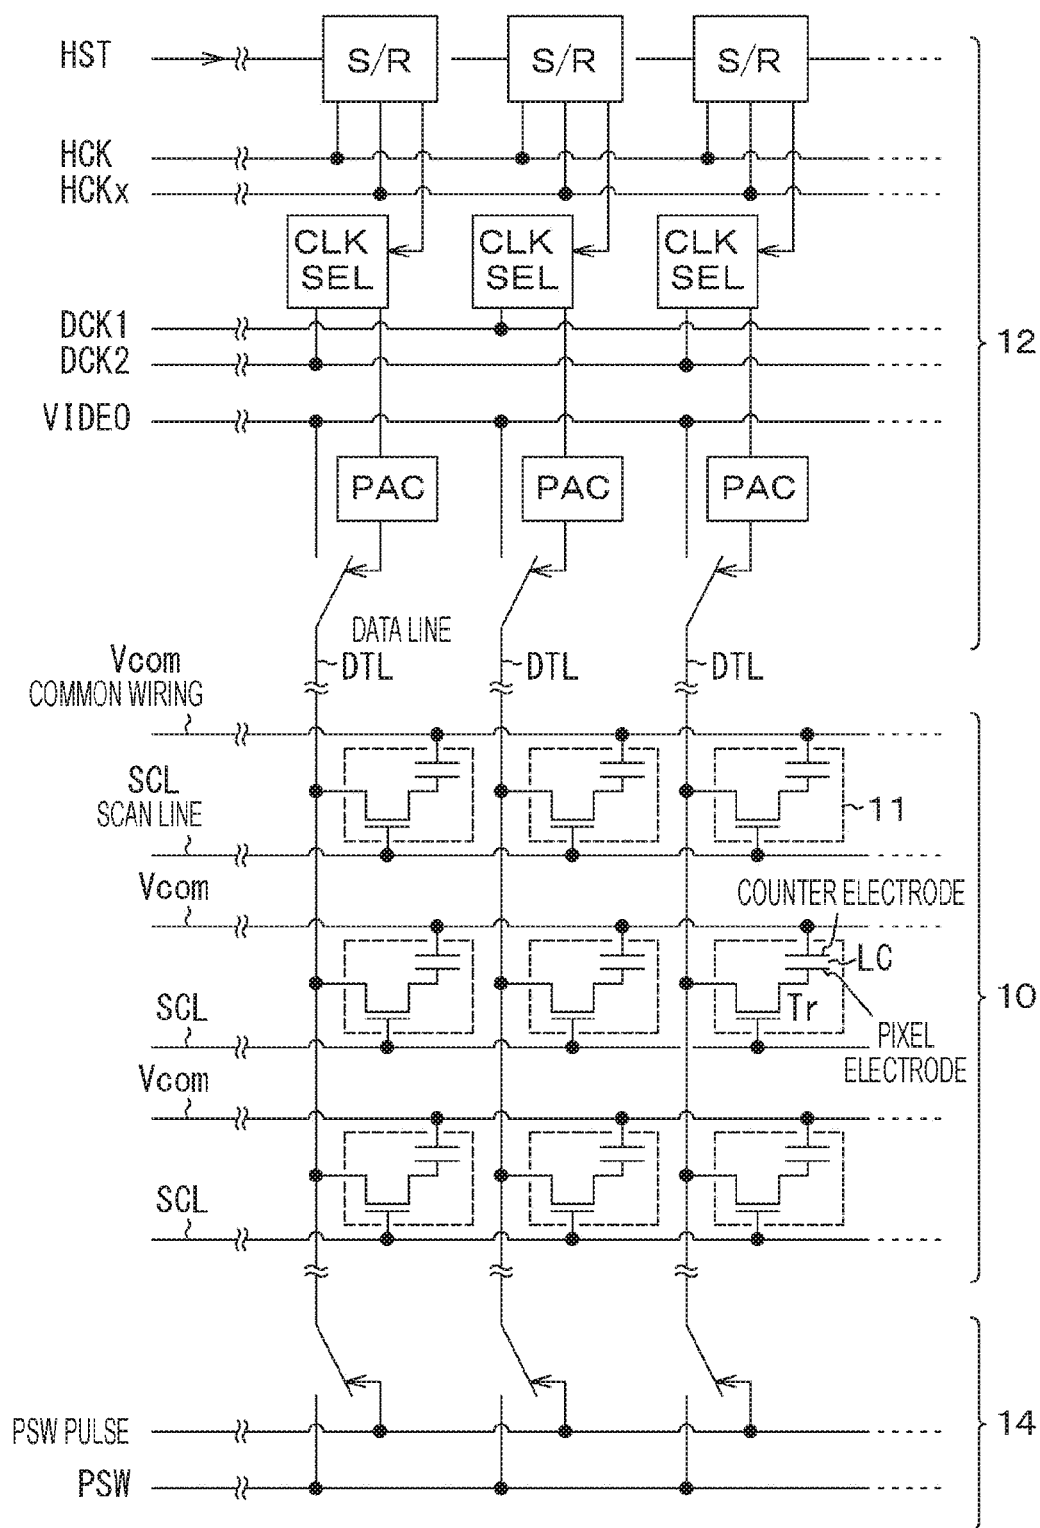 HST
S/R S/R S/R
HCK
HCKx
CLK SEL CLK SEL CLK SEL
DCK1
DCK2
12
VIDEO
PAC PAC PAC
DATA LINE
Vcom
COMMON WIRING
DTL DTL DTL
SCL
SCAN LINE
11
Vcom
COUNTER ELECTRODE
LC
SCL
Tr
10
PIXEL
ELECTRODE
Vcom
SCL
PSW PULSE
14
PSW